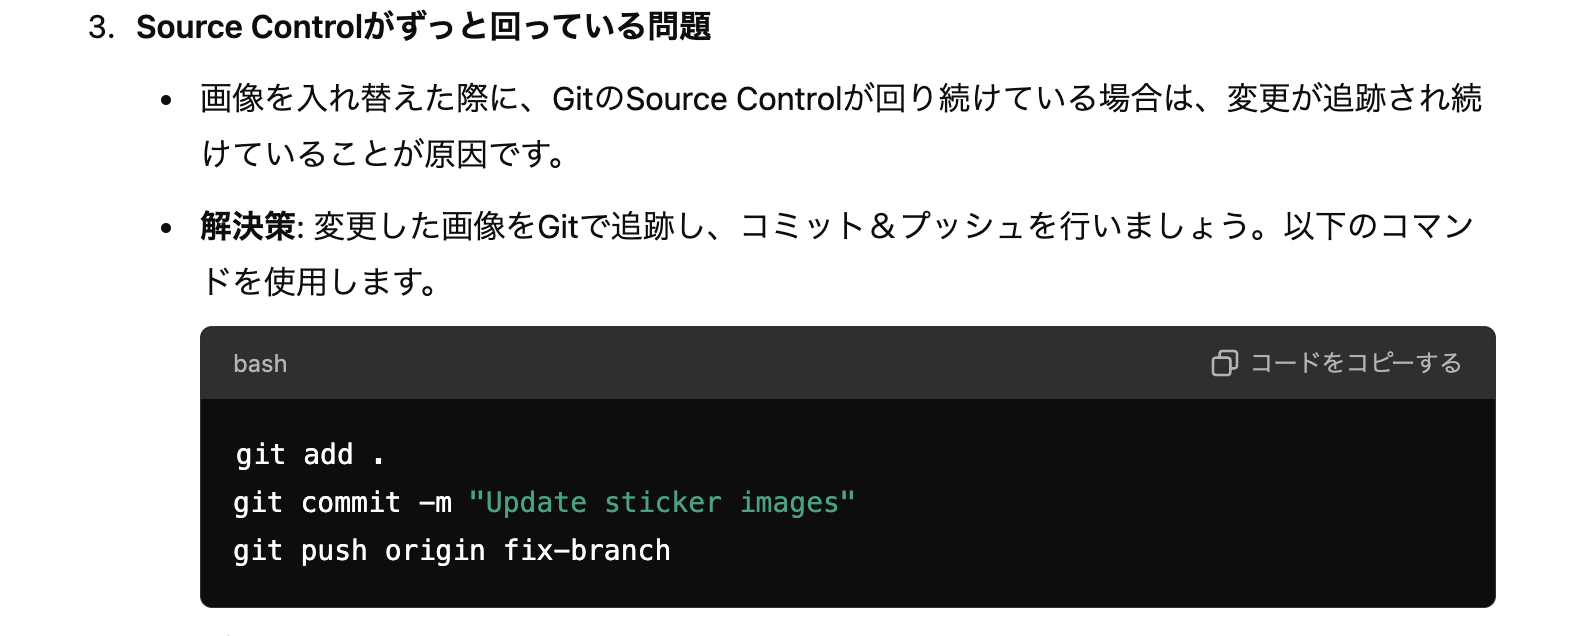 3. Source Controlがずっと回っている問題
• 画像を入れ替えた際に、GitのSource Controlが回り続けている場合は、変更が追跡され続
けていることが原因です。
• 解決策: 変更した画像をGitで追跡し、コミット＆プッシュを行いましょう。以下のコマン
ドを使用します。
bash コードをコピーする
git add .
git commit -m "Update sticker images"
git push origin fix-branch